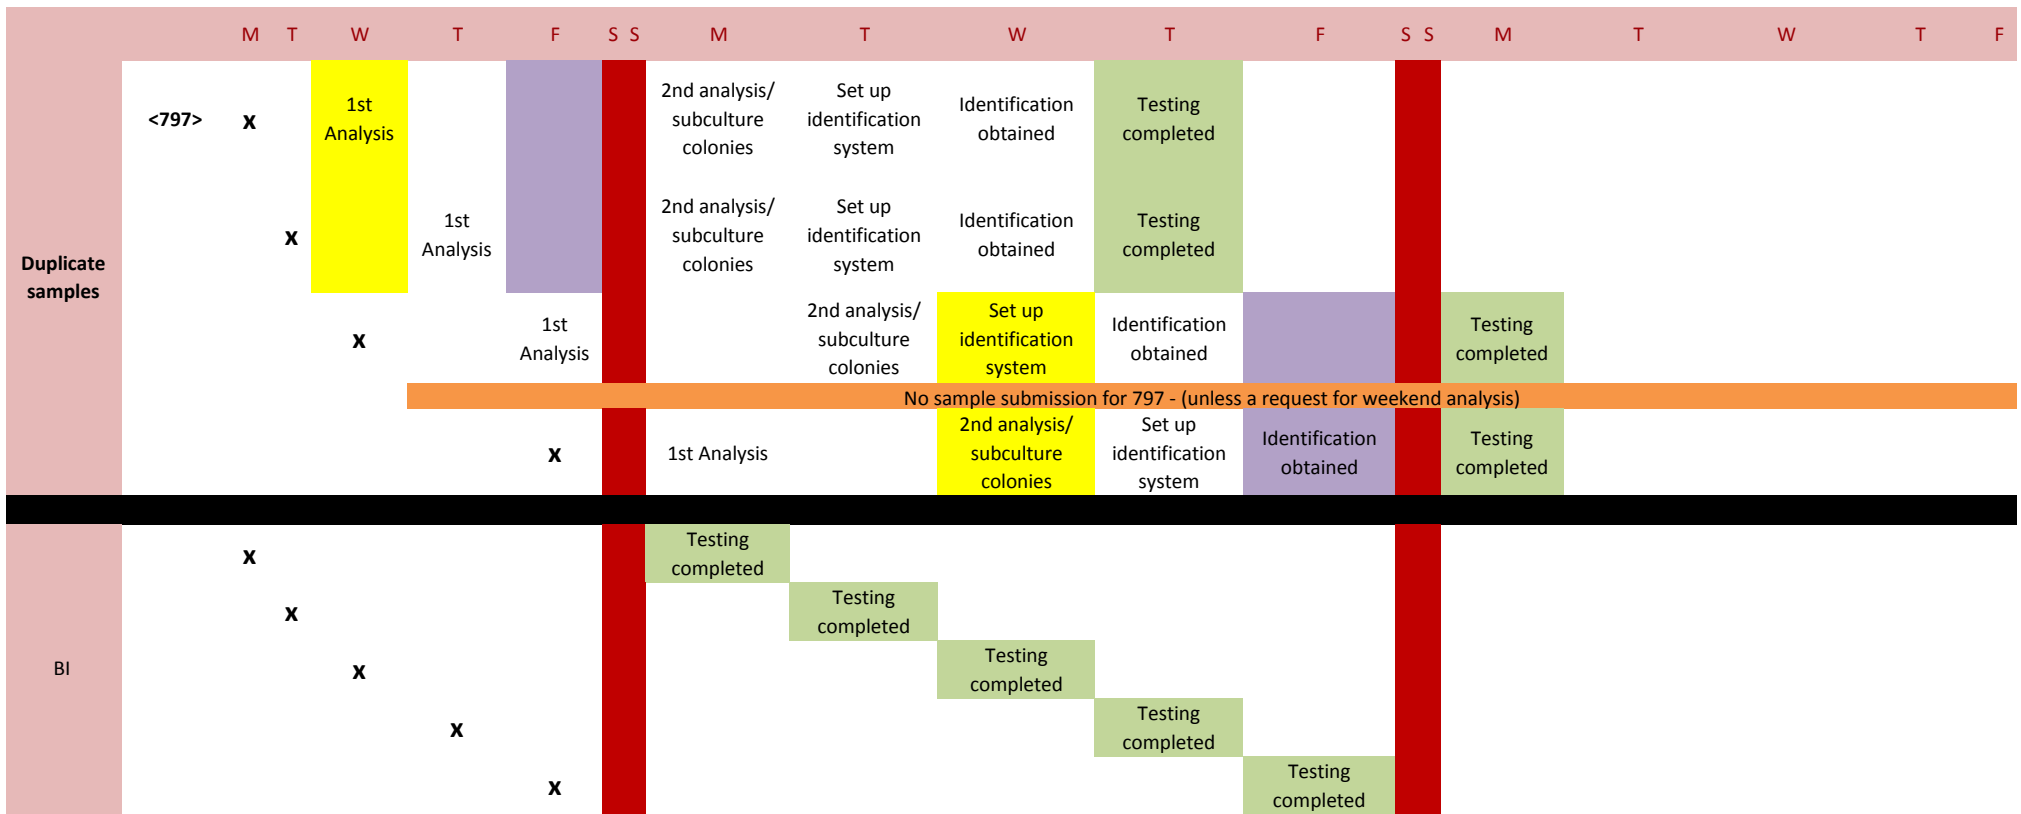 M T W T F S S M T W T F S S M T W T F
Duplicate
samples
<797>
x
1st
Analysis
2nd analysis/
subculture
colonies
Set up
identification
system
Identification
obtained
Testing
completed
x
1st
Analysis
2nd analysis/
subculture
colonies
Set up
identification
system
Identification
obtained
Testing
completed
x
1st
Analysis
2nd analysis/
subculture
colonies
Set up
identification
system
Identification
obtained
Testing
completed
No sample submission for 797 - (unless a request for weekend analysis)
x
1st Analysis
2nd analysis/
subculture
colonies
Set up
identification
system
Identification
obtained
Testing
completed
BI
x
Testing
completed
x
Testing
completed
x
Testing
completed
x
Testing
completed
x
Testing
completed